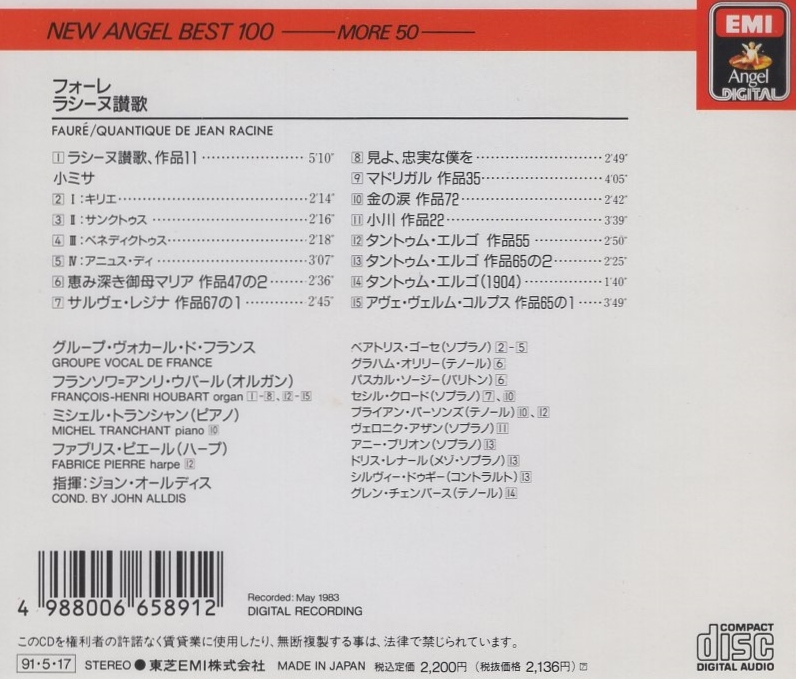 NEW ANGEL BEST 100 —— MORE 50 ——
EMI
Angel
DIGITAL
フォーレ
ラシーヌ讃歌
FAURÉ/QUANTIQUE DE JEAN RACINE
1 ラシーヌ讃歌、作品11 5'10"
小ミサ
2 Ⅰ:キリエ 2'14"
3 Ⅱ:サンクトゥス 2'16"
4 Ⅲ:ベネディクトゥス 2'18"
5 Ⅳ:アニュス・ディ 3'07"
6 恵み深き御母マリア 作品47の2 2'36"
7 サルヴェ・レジナ 作品67の1 2'45"
8 見よ、忠実な僕を 2'49"
9 マドリガル 作品35 4'05"
10 金の涙 作品72 2'42"
11 小川 作品22 3'39"
12 タントゥム・エルゴ 作品55 2'50"
13 タントゥム・エルゴ 作品65の2 2'25"
14 タントゥム・エルゴ(1904) 1'40"
15 アヴェ・ヴェルム・コルプス 作品65の1 3'49"
グループ・ヴォカール・ド・フランス
GROUPE VOCAL DE FRANCE
フランソワ=アンリ・ウバール(オルガン)
FRANÇOIS-HENRI HOUBART organ 1-8、12-15
ミシェル・トランシャン(ピアノ)
MICHEL TRANCHANT piano 10
ファブリス・ピエール(ハープ)
FABRICE PIERRE harpe 12
指揮:ジョン・オールディス
COND. BY JOHN ALLDIS
ベアトリス・ゴーセ(ソプラノ) 2-5
グラハム・オリリー(テノール) 6
パスカル・ソージー(バリトン) 6
セシル・クロード(ソプラノ) 7、10
ブライアン・パーソンズ(テノール) 10、12
ヴェロニク・アザン(ソプラノ) 11
アニー・ブリオン(ソプラノ) 13
ドリス・レナール(メゾ・ソプラノ) 13
シルヴィー・ドゥギー(コントラルト) 13
グレン・チェンバース(テノール) 14
4 988006 658912
Recorded: May 1983
DIGITAL RECORDING
このCDを権利者の許諾なく賃貸業に使用したり、無断複製する事は、法律で禁じられています。
91・5・17 STEREO ● 東芝EMI株式会社 MADE IN JAPAN 税込定価 2,200円(税抜価格 2,136円)
COMPACT
disc
DIGITAL AUDIO